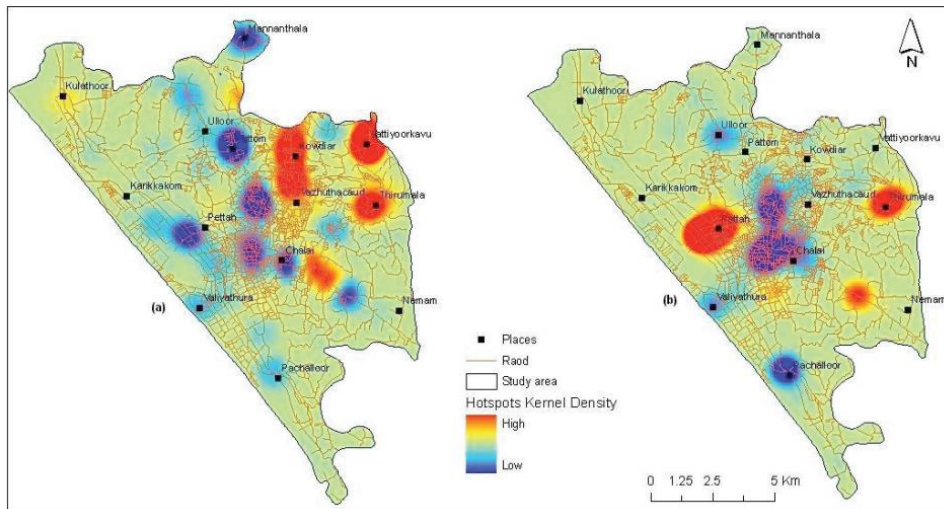 Mannanthala
Kulathoor
Ulloor
Pattom
Kowdiar
Vattiyoorkavu
Karikkakom
Vazhuthacaud
Thirumala
Pettah
Chalai
(a)
Valiyathura
Nemam
Pachalloor
Mannanthala
N
Kulathoor
Ulloor
Pattom
Kowdiar
Vattiyoorkavu
Karikkakom
Vazhuthacaud
Thirumala
Pettah
Chalai
(b)
Valiyathura
Nemam
Pachalloor
Places
Raod
Study area
Hotspots Kernel Density
High
Low
0 1.25 2.5 5 Km